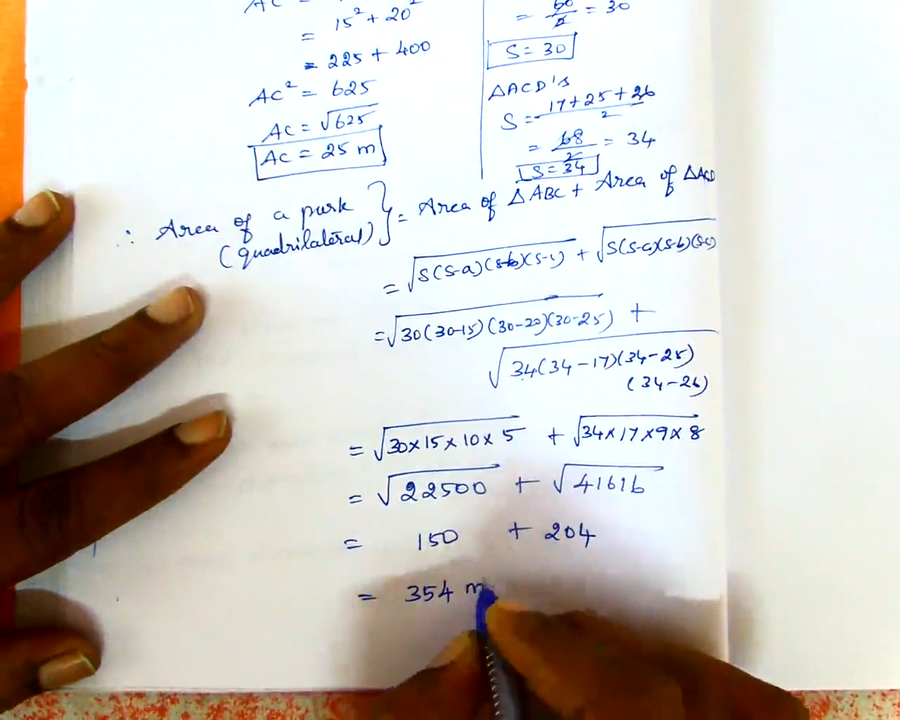 AC
= 15² + 20²
= 225 + 400
AC² = 625
AC = √625
AC = 25 m
= 60/2 = 30
S = 30
ΔACD's
S = 17+25+26/2
= 68/2 = 34
S = 34
∴ Area of a park (quadrilateral) } = Area of ΔABC + Area of ΔACD
= √S(S-a)(S-b)(S-c) + √S(S-a)(S-b)(S-c)
= √30(30-15)(30-20)(30-25) +
√34(34-17)(34-25)
(34-26)
= √30×15×10×5 + √34×17×9×8
= √22500 + √41616
= 150 + 204
= 354 m